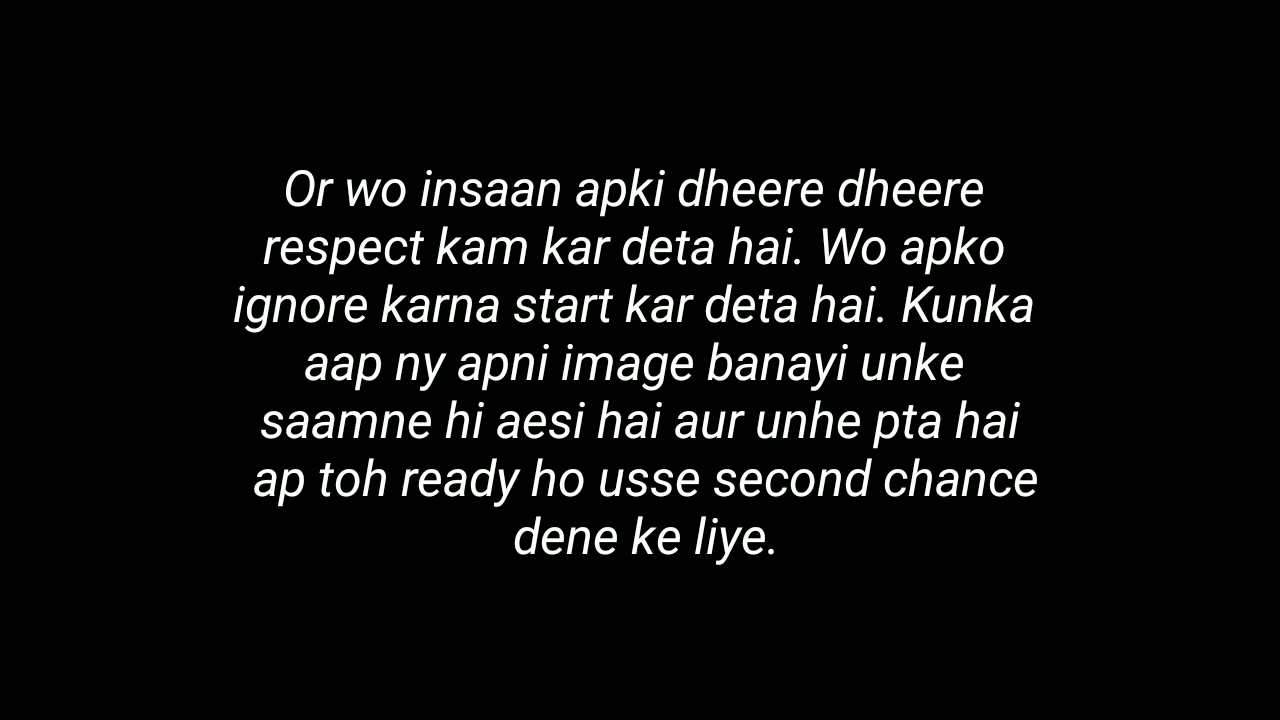 Or wo insaan apki dheere dheere
respect kam kar deta hai. Wo apko
ignore karna start kar deta hai. Kunka
aap ny apni image banayi unke
saamne hi aesi hai aur unhe pta hai
ap toh ready ho usse second chance
dene ke liye.